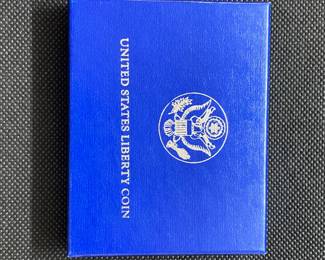 UNITED STATES LIBERTY COIN